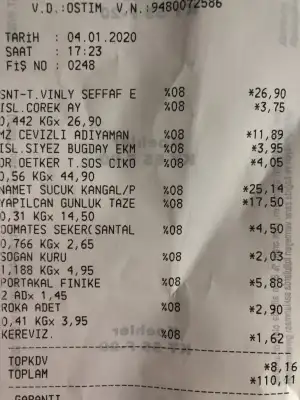 V.D.:OSTIM V.N.:9480072586
TARİH : 04.01.2020
SAAT : 17:23
FİŞ NO : 0248
SNT-T.VINLY SEFFAF E %08 *26,90
ISL.COREK AY %08 *3,75
0,442 KGx 26,90
MZ CEVIZLI ADIYAMAN %08 *11,89
ISL.SIYEZ BUGDAY EKM %08 *3,95
DR.OETKER T.SOS CIKO %08 *4,05
0,56 KGx 44,90
NAMET SUCUK KANGAL/P %08 *25,14
YAPILCAN GUNLUK TAZE %08 *17,50
0,31 KGx 14,50
DOMATES SEKER(SANTAL %08 *4,50
0,766 KGx 2,65
SOGAN KURU %08 *2,03
1,188 KGx 4,95
PORTAKAL FINIKE %08 *5,88
2 ADx 1,45
ROKA ADET %08 *2,90
0,41 KGx 3,95
KEREVIZ. %08 *1,62
TOPKDV *8,16
TOPLAM *110,11